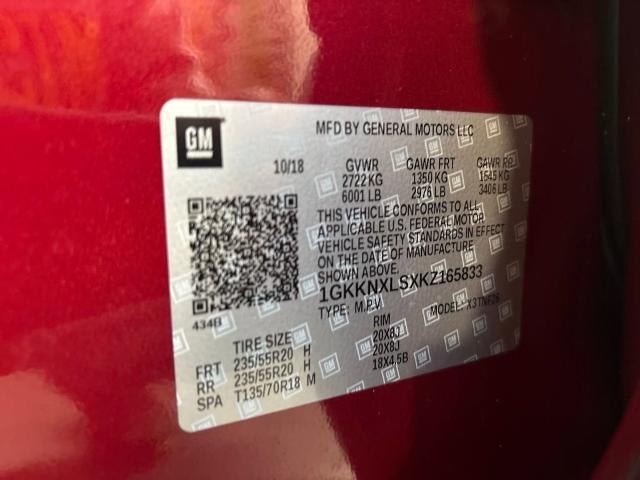 GM
MFD BY GENERAL MOTORS LLC
10/18 GVWR GAWR FRT GAWR RR
2722 KG 1350 KG 1545 KG
6001 LB 2976 LB 3406 LB
THIS VEHICLE CONFORMS TO ALL
APPLICABLE U.S. FEDERAL MOTOR
VEHICLE SAFETY STANDARDS IN EFFECT
ON THE DATE OF MANUFACTURE
SHOWN ABOVE.
1GKKNXLSXKZ165833
TYPE: M.P.V. MODEL: X3TNF26
434B
TIRE SIZE RIM
FRT 235/55R20 H 20X8J
RR 235/55R20 H 20X8J
SPA T135/70R18 M 18X4.5B